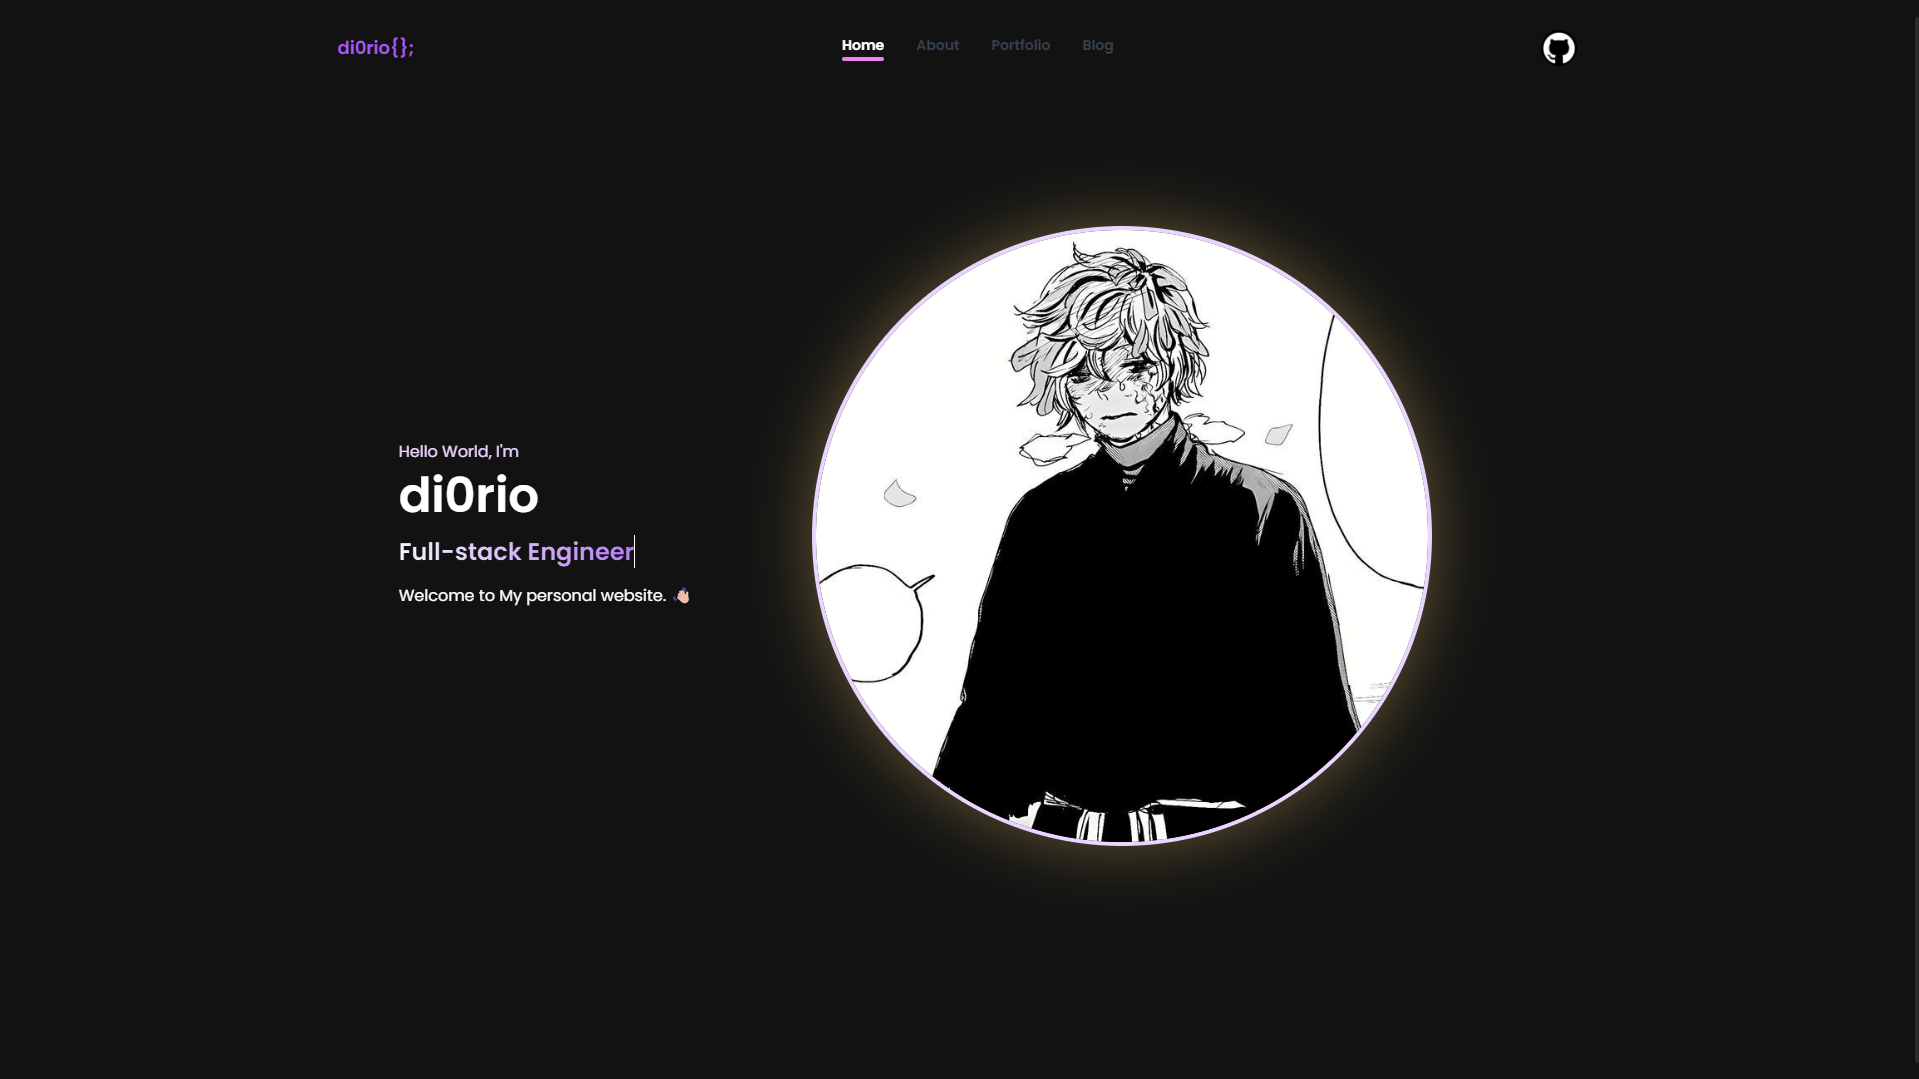 di0rio{};
Home About Portfolio Blog
Hello World, I'm
di0rio
Full-stack Engineer
Welcome to My personal website. 👋🏻